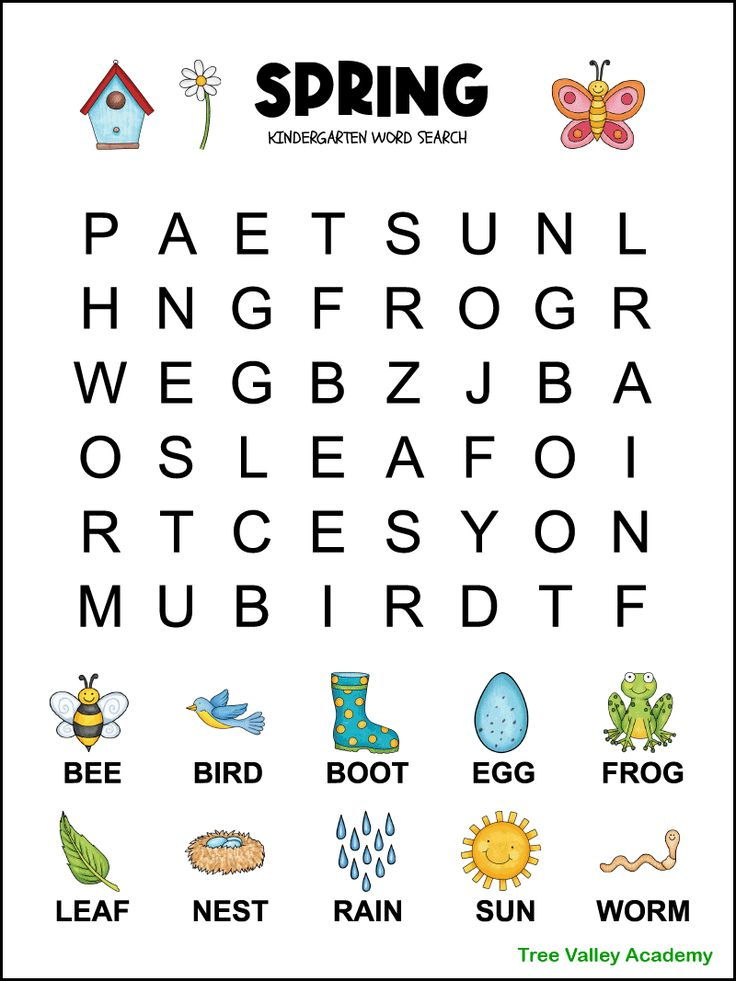 SPRING
KINDERGARTEN WORD SEARCH
P A E T S U N L
H N G F R O G R
W E G B Z J B A
O S L E A F O I
R T C E S Y O N
M U B I R D T F
BEE BIRD BOOT EGG FROG
LEAF NEST RAIN SUN WORM
Tree Valley Academy